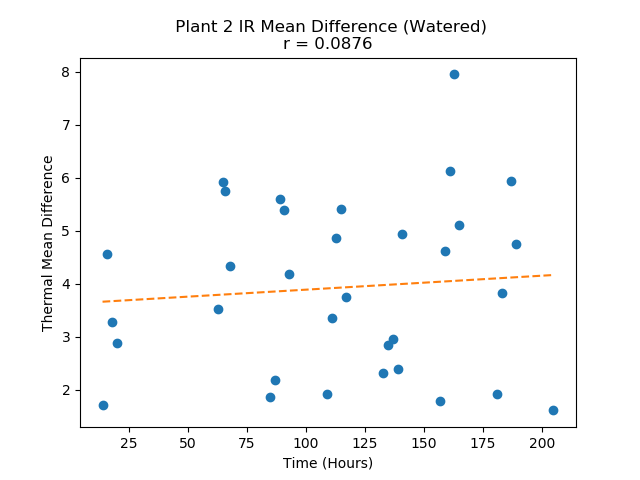 Plant 2 IR Mean Difference (Watered)
r = 0.0876
8
7
6
5
4
3
2
Thermal Mean Difference
25 50 75 100 125 150 175 200
Time (Hours)